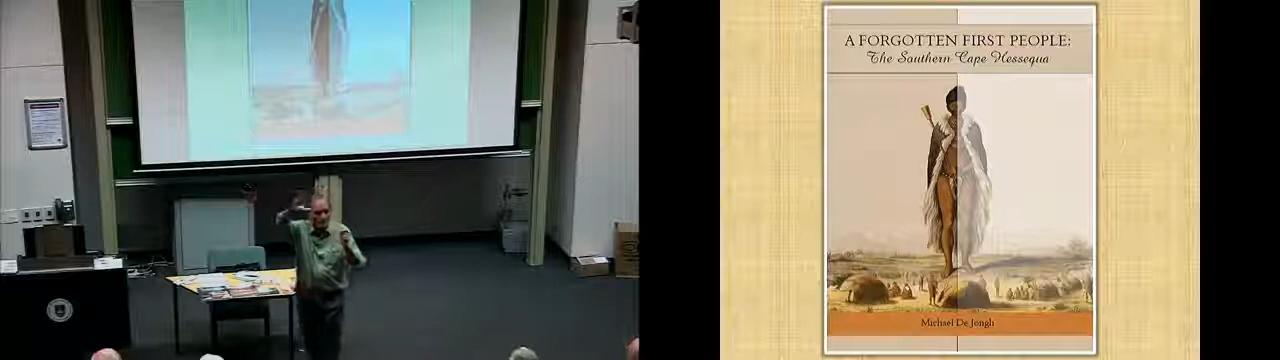 A FORGOTTEN FIRST PEOPLE:
The Southern Cape Hessequa
Michael De Jongh